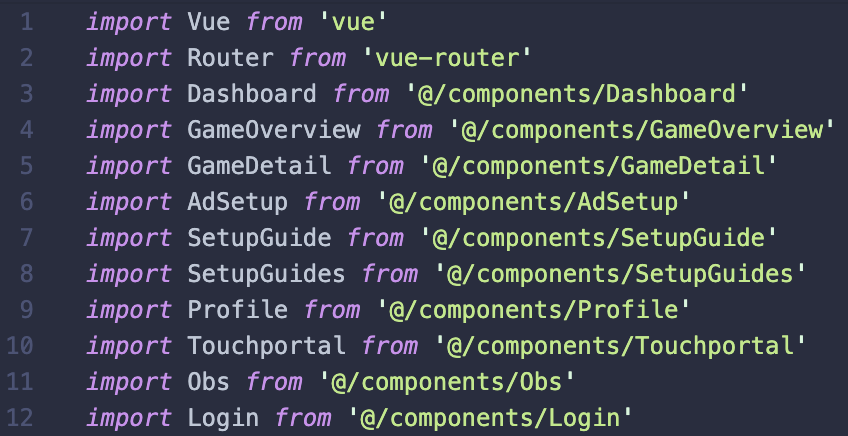 1 import Vue from 'vue'
2 import Router from 'vue-router'
3 import Dashboard from '@/components/Dashboard'
4 import GameOverview from '@/components/GameOverview'
5 import GameDetail from '@/components/GameDetail'
6 import AdSetup from '@/components/AdSetup'
7 import SetupGuide from '@/components/SetupGuide'
8 import SetupGuides from '@/components/SetupGuides'
9 import Profile from '@/components/Profile'
10 import Touchportal from '@/components/Touchportal'
11 import Obs from '@/components/Obs'
12 import Login from '@/components/Login'